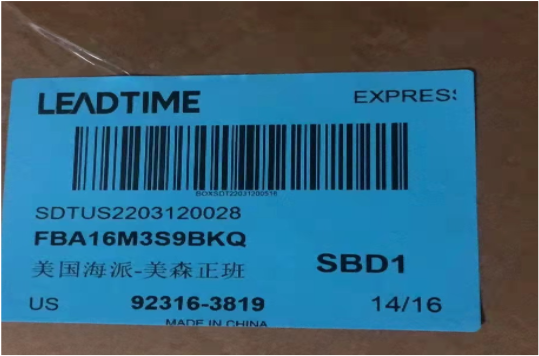 LEADTIME
EXPRESS
SDTUS2203120028
FBA16M3S9BKQ
美国海派-美森正班
SBD1
US
92316-3819
14/16
MADE IN CHINA